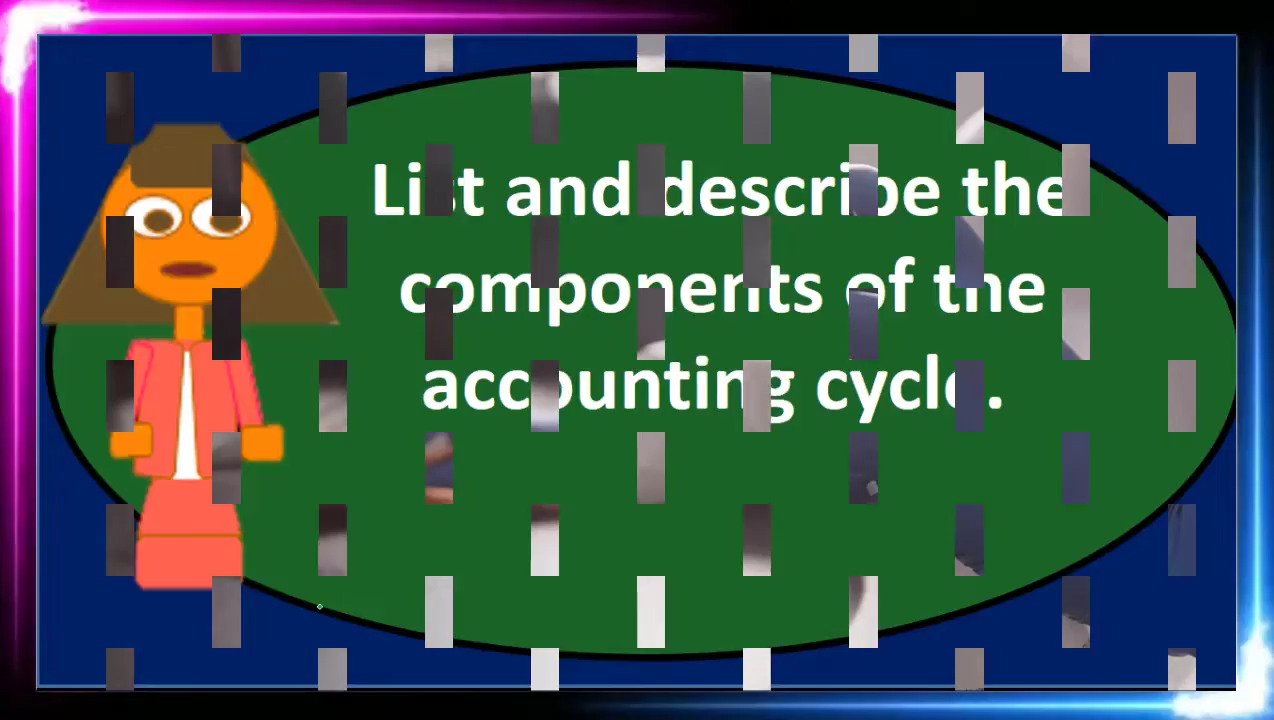 List and describe the
components of the
accounting cycle.